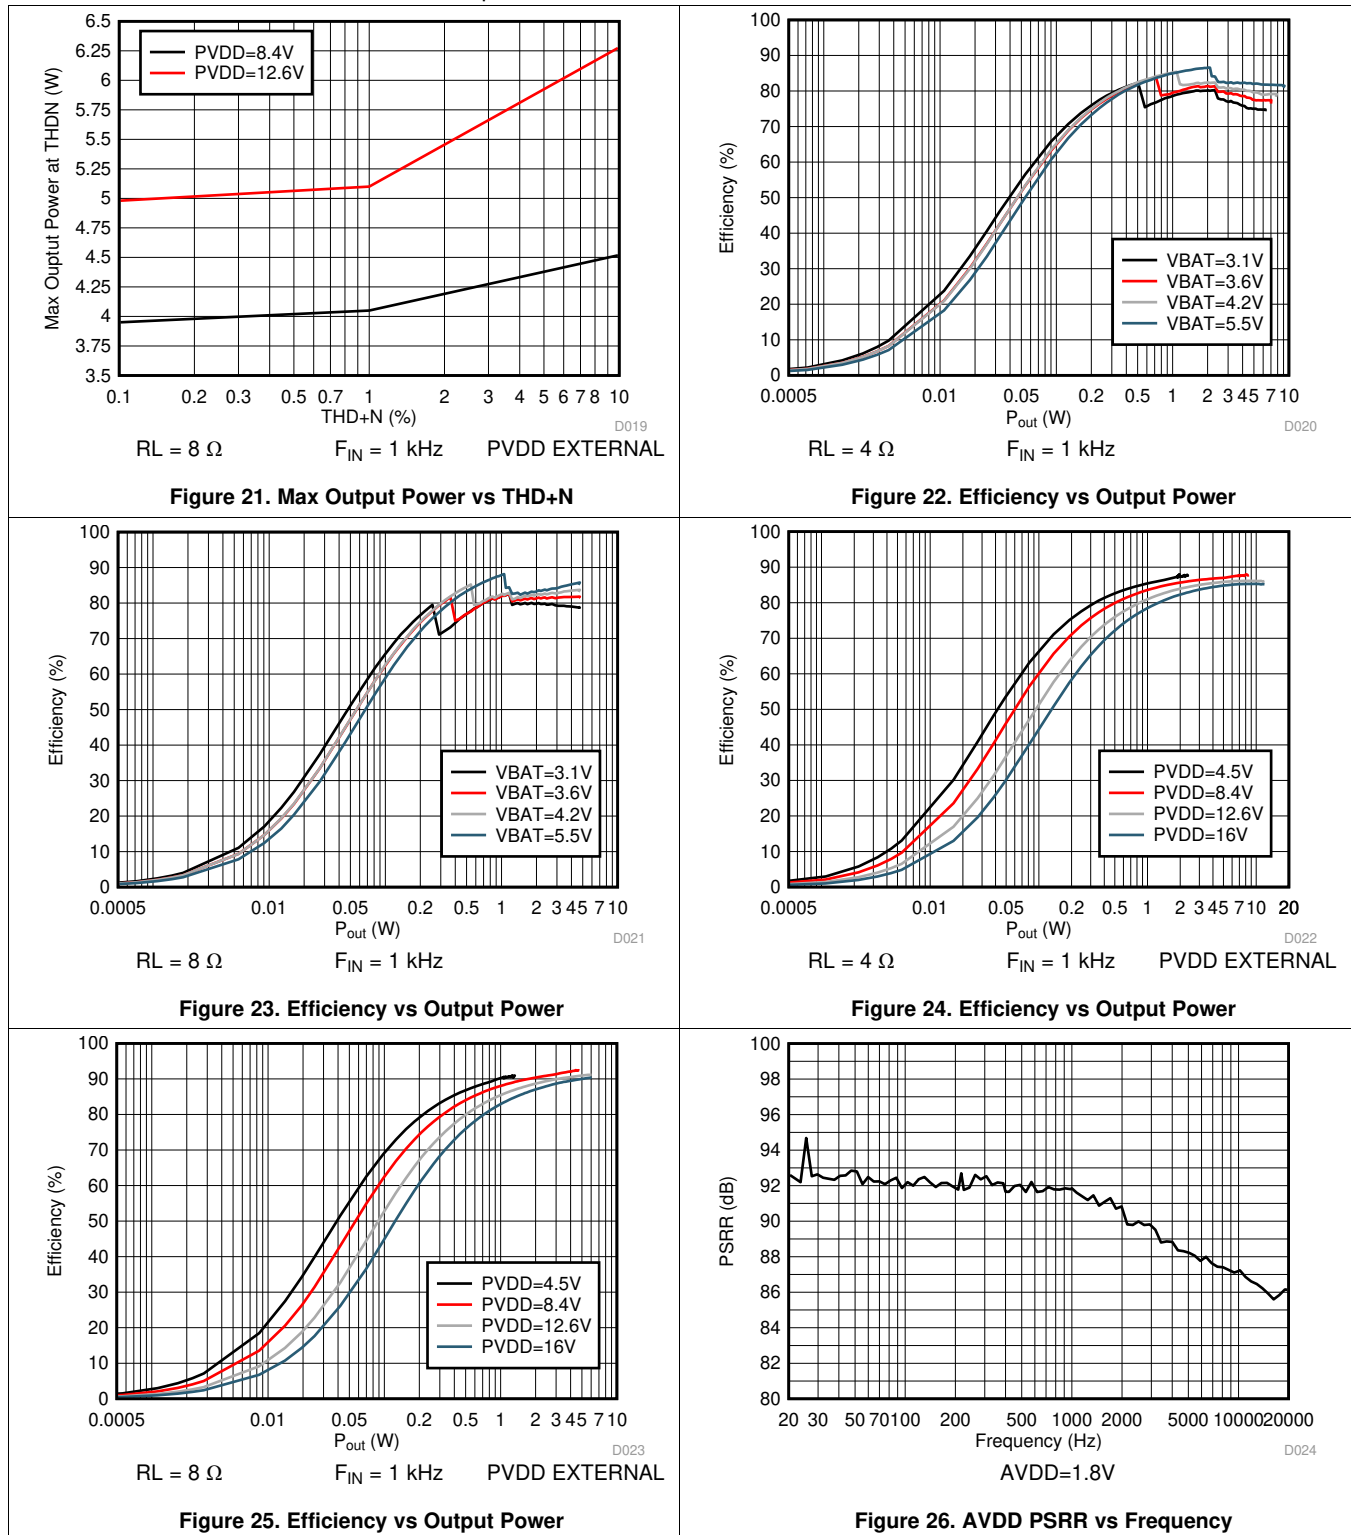 6.5
6.25
6
5.75
5.5
5.25
5
4.75
4.5
4.25
4
3.75
3.5
Max Ouptut Power at THDN (W)
PVDD=8.4V
PVDD=12.6V
0.1 0.2 0.3 0.5 0.7 1 2 3 4 5 6 7 8 10
THD+N (%)
D019
RL = 8 Ω FIN = 1 kHz PVDD EXTERNAL
Figure 21. Max Output Power vs THD+N
100
90
80
70
60
50
40
30
20
10
0
Efficiency (%)
VBAT=3.1V
VBAT=3.6V
VBAT=4.2V
VBAT=5.5V
0.0005 0.01 0.05 0.2 0.5 1 2 3 4 5 7 10
Pout (W)
D020
RL = 4 Ω FIN = 1 kHz
Figure 22. Efficiency vs Output Power
100
90
80
70
60
50
40
30
20
10
0
Efficiency (%)
VBAT=3.1V
VBAT=3.6V
VBAT=4.2V
VBAT=5.5V
0.0005 0.01 0.05 0.2 0.5 1 2 3 4 5 7 10
Pout (W)
D021
RL = 8 Ω FIN = 1 kHz
Figure 23. Efficiency vs Output Power
100
90
80
70
60
50
40
30
20
10
0
Efficiency (%)
PVDD=4.5V
PVDD=8.4V
PVDD=12.6V
PVDD=16V
0.0005 0.01 0.05 0.2 0.5 1 2 3 4 5 7 10 20
Pout (W)
D022
RL = 4 Ω FIN = 1 kHz PVDD EXTERNAL
Figure 24. Efficiency vs Output Power
100
90
80
70
60
50
40
30
20
10
0
Efficiency (%)
PVDD=4.5V
PVDD=8.4V
PVDD=12.6V
PVDD=16V
0.0005 0.01 0.05 0.2 0.5 1 2 3 4 5 7 10
Pout (W)
D023
RL = 8 Ω FIN = 1 kHz PVDD EXTERNAL
Figure 25. Efficiency vs Output Power
100
98
96
94
92
90
88
86
84
82
80
PSRR (dB)
20 30 50 70 100 200 500 1000 2000 5000 10000 20000
Frequency (Hz)
D024
AVDD=1.8V
Figure 26. AVDD PSRR vs Frequency